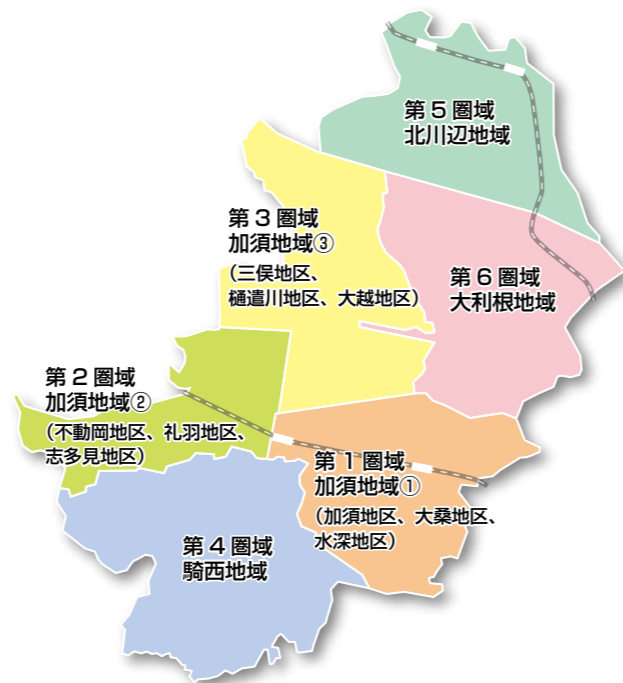 第5圏域
北川辺地域
第3圏域
加須地域③
（三俣地区、
樋遣川地区、大越地区）
第6圏域
大利根地域
第2圏域
加須地域②
（不動岡地区、礼羽地区、
志多見地区）
第1圏域
加須地域①
（加須地区、大桑地区、
水深地区）
第4圏域
騎西地域